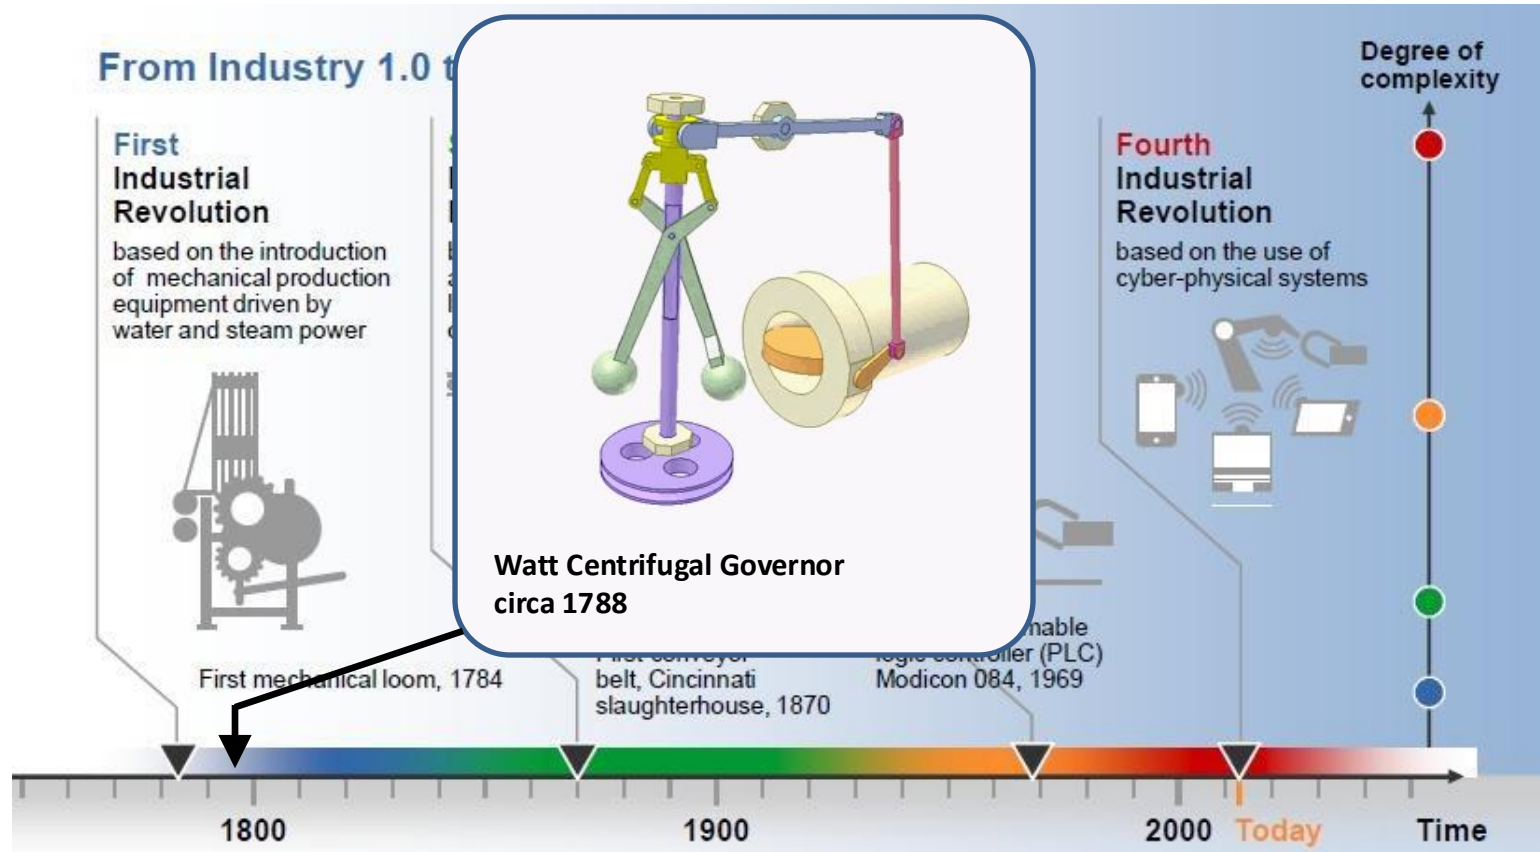 From Industry 1.0
Degree of
complexity
First
Industrial
Revolution
based on the introduction
of mechanical production
equipment driven by
water and steam power
Fourth
Industrial
Revolution
based on the use of
cyber-physical systems
Watt Centrifugal Governor
circa 1788
First mechanical loom, 1784
First conveyor
belt, Cincinnati
slaughterhouse, 1870
logic controller (PLC)
Modicon 084, 1969
1800
1900
2000
Today
Time